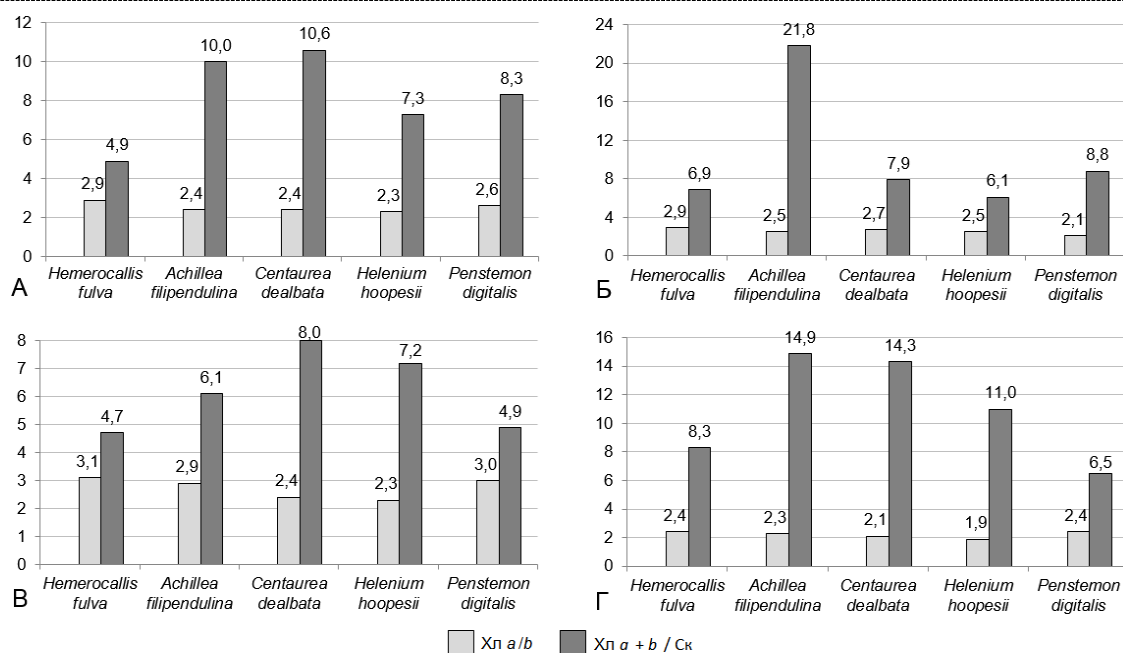 12
10
8
6
4
2
0
2,9
4,9
2,4
10,0
2,4
10,6
2,3
7,3
2,6
8,3
Hemerocallis
fulva
Achillea
filipendulina
Centaurea
dealbata
Helenium
hoopesii
Penstemon
digitalis
А
24
20
16
12
8
4
0
2,9
6,9
2,5
21,8
2,7
7,9
2,5
6,1
2,1
8,8
Hemerocallis
fulva
Achillea
filipendulina
Centaurea
dealbata
Helenium
hoopesii
Penstemon
digitalis
Б
8
7
6
5
4
3
2
1
0
3,1
4,7
2,9
6,1
2,4
8,0
2,3
7,2
3,0
4,9
Hemerocallis
fulva
Achillea
filipendulina
Centaurea
dealbata
Helenium
hoopesii
Penstemon
digitalis
В
16
14
12
10
8
6
4
2
0
2,4
8,3
2,3
14,9
2,1
14,3
1,9
11,0
2,4
6,5
Hemerocallis
fulva
Achillea
filipendulina
Centaurea
dealbata
Helenium
hoopesii
Penstemon
digitalis
Г
Хл a/b
Хл a + b / Ск